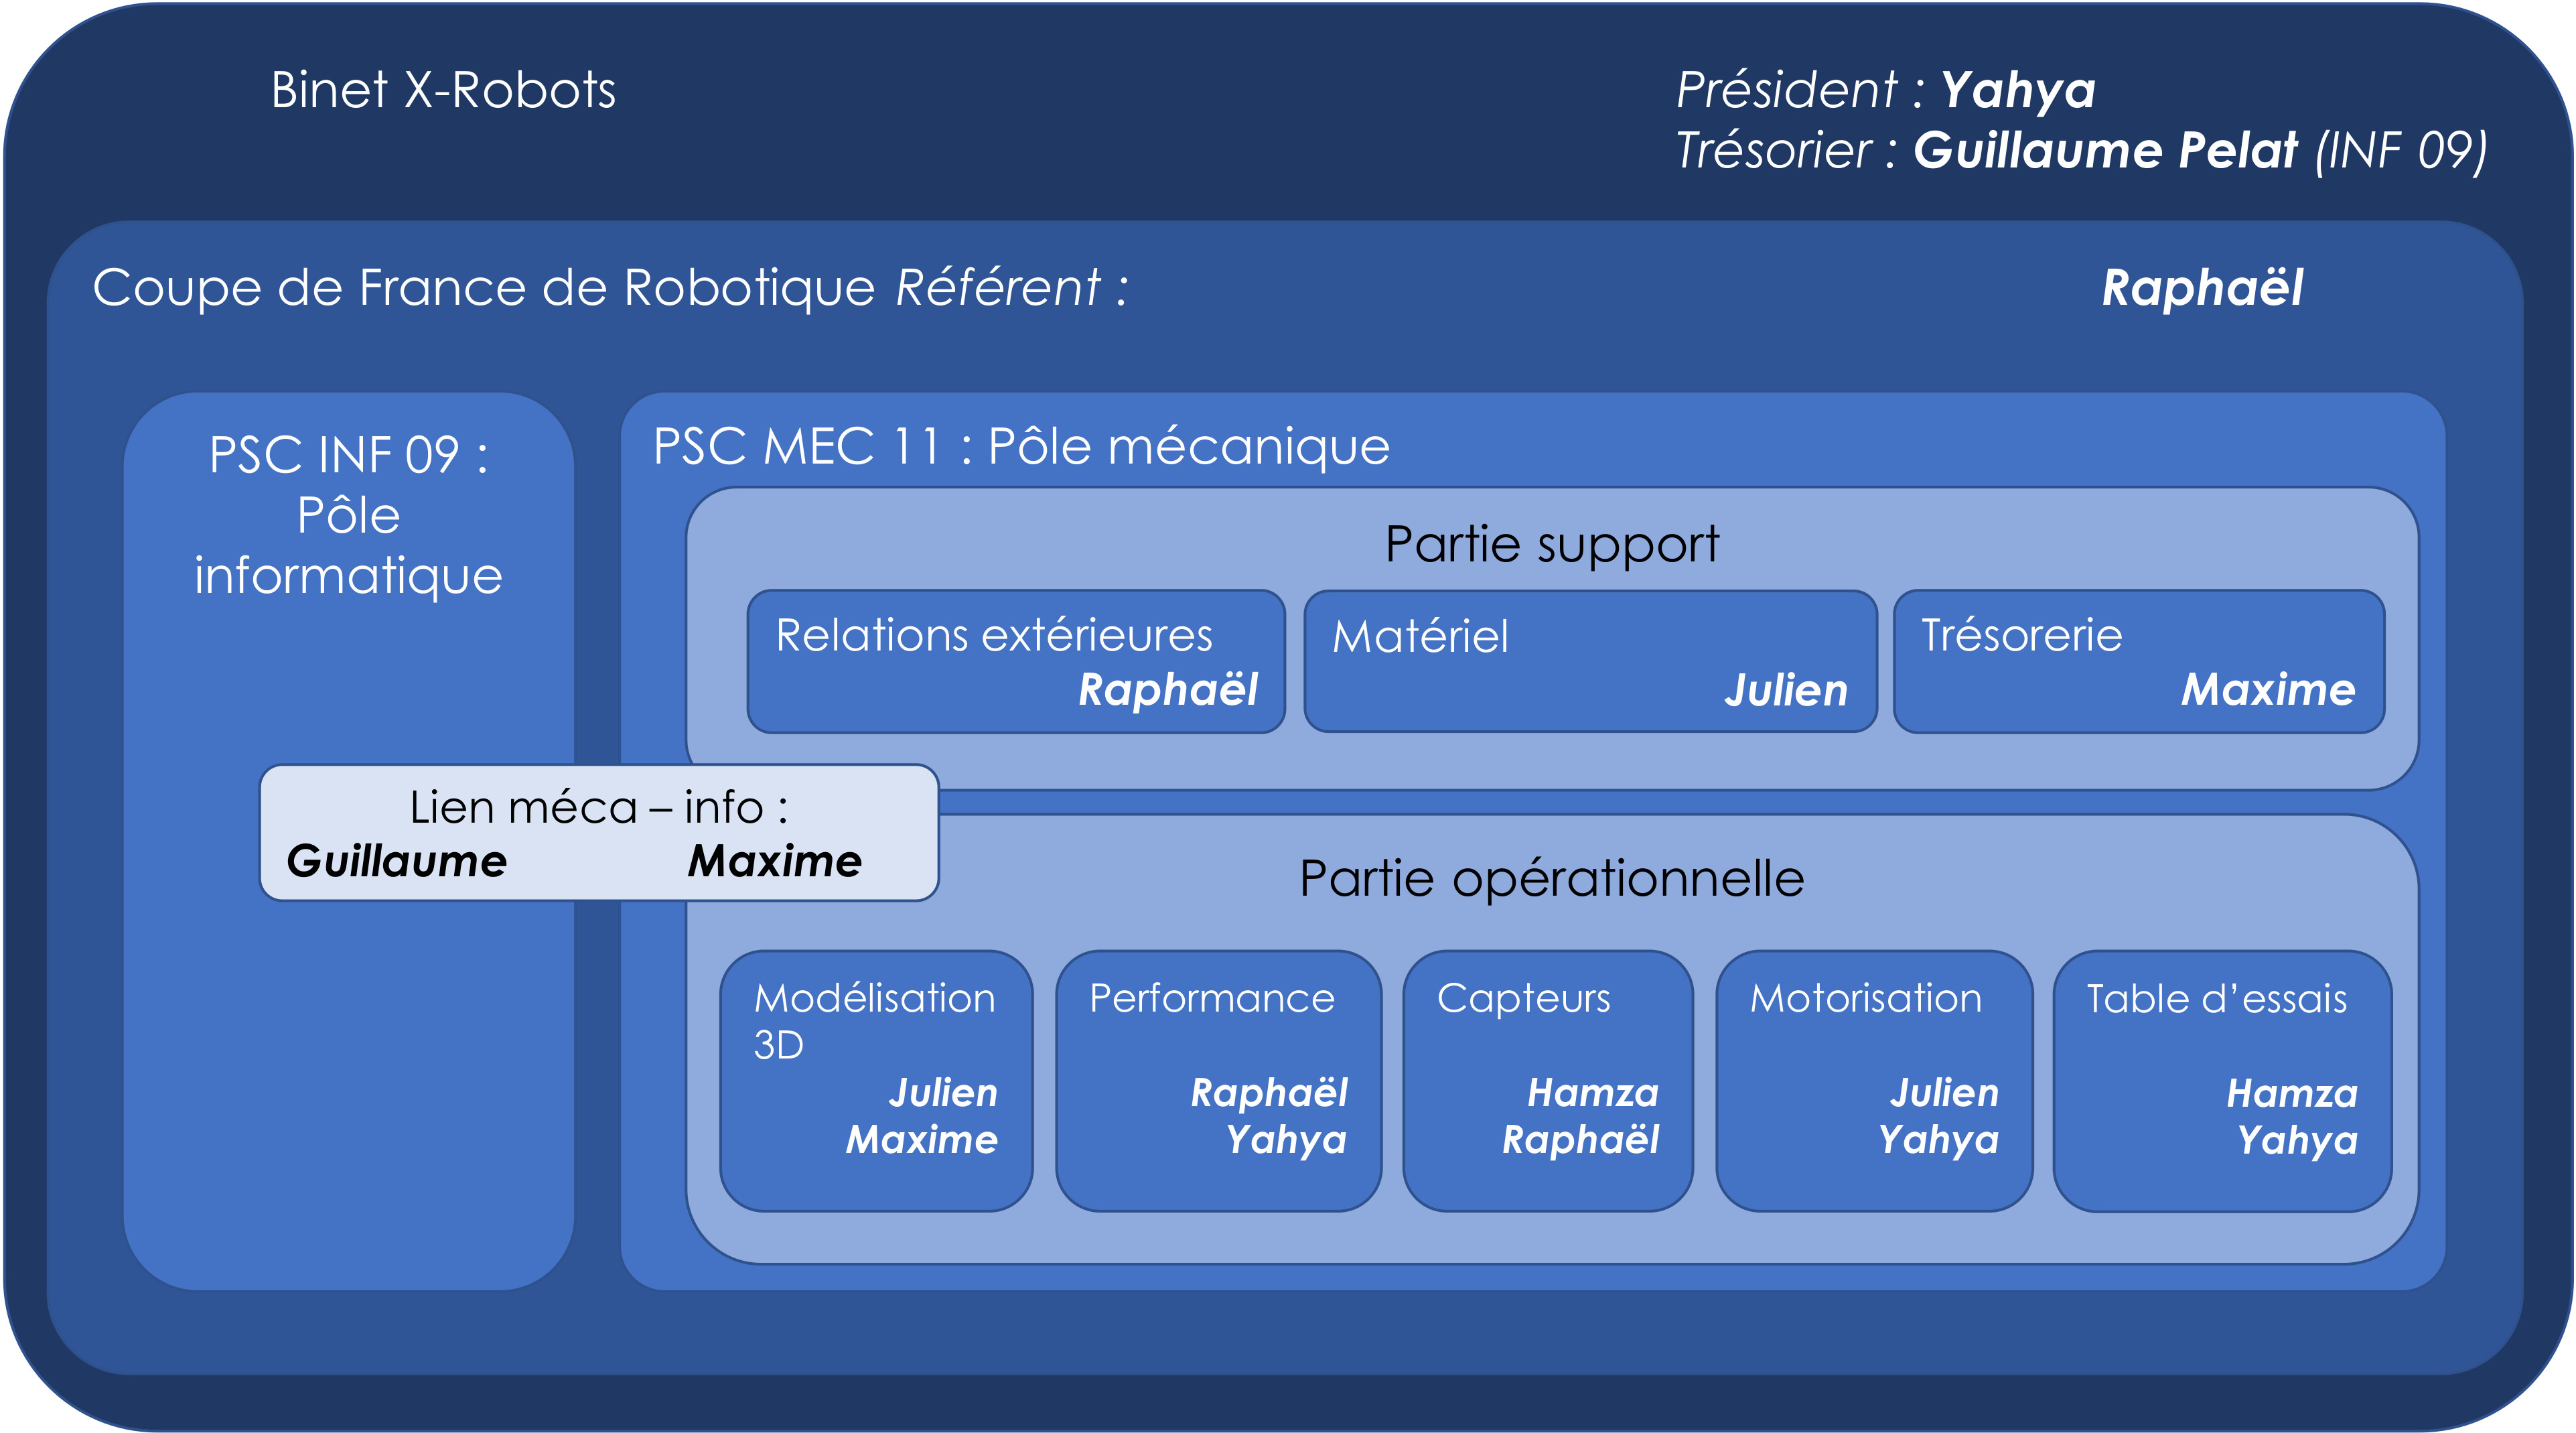 Binet X-Robots
Président : Yahya
Trésorier : Guillaume Pelat (INF 09)
Coupe de France de Robotique Référent : Raphaël
PSC INF 09 :
Pôle
informatique
PSC MEC 11 : Pôle mécanique
Partie support
Relations extérieures
Raphaël
Matériel
Julien
Trésorerie
Maxime
Lien méca – info :
Guillaume Maxime
Partie opérationnelle
Modélisation
3D
Julien
Maxime
Performance
Raphaël
Yahya
Capteurs
Hamza
Raphaël
Motorisation
Julien
Yahya
Table d’essais
Hamza
Yahya